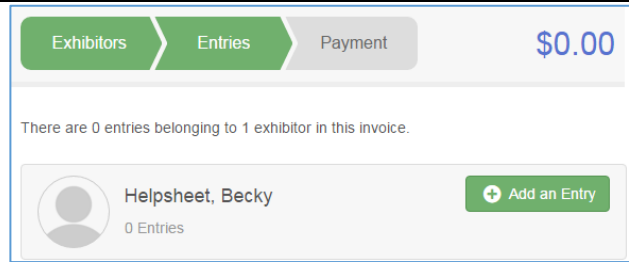 Exhibitors Entries Payment $0.00
There are 0 entries belonging to 1 exhibitor in this invoice.
Helpsheet, Becky
Add an Entry
0 Entries